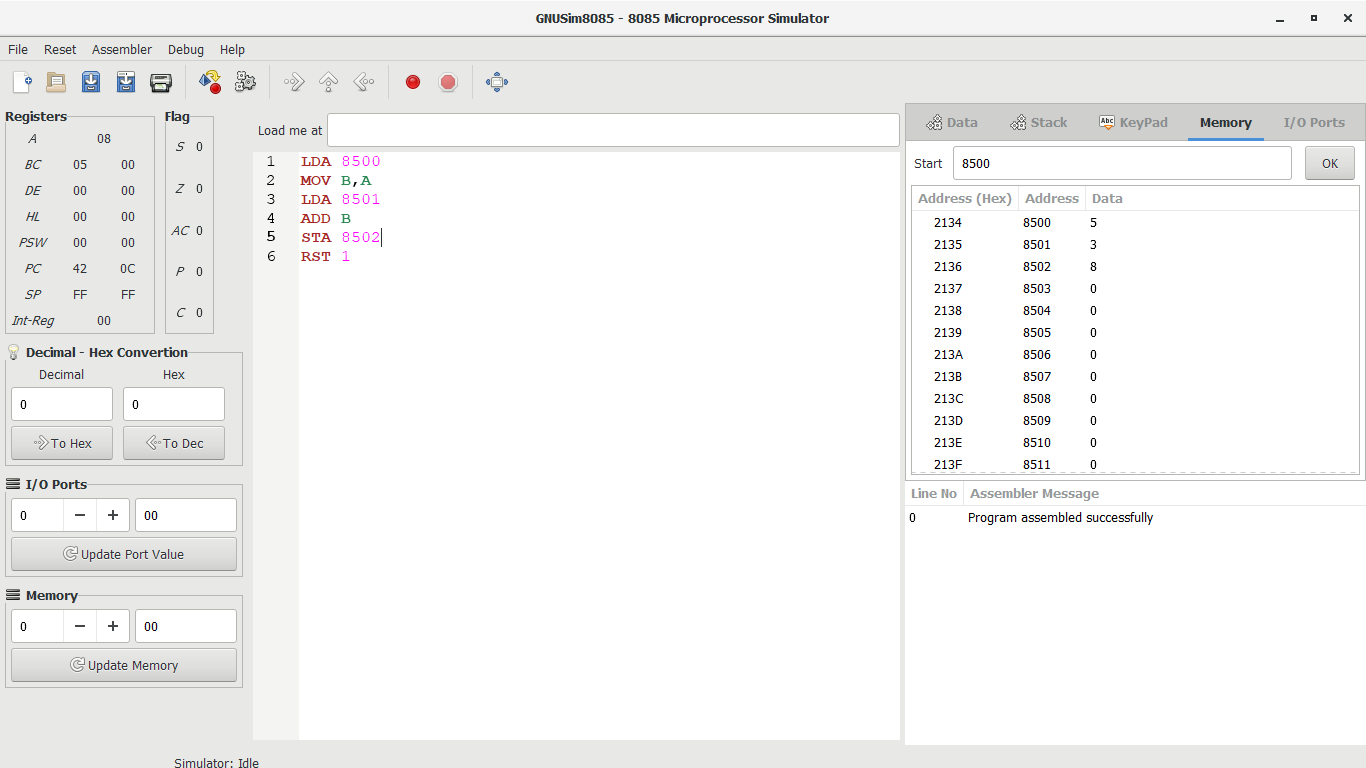 GNUSim8085 - 8085 Microprocessor Simulator
File Reset Assembler Debug Help
Registers
A 08
BC 05 00
DE 00 00
HL 00 00
PSW 00 00
PC 42 0C
SP FF FF
Int-Reg 00
Flag
S 0
Z 0
AC 0
P 0
C 0
Decimal - Hex Convertion
Decimal Hex
0 0
To Hex To Dec
I/O Ports
0 − + 00
Update Port Value
Memory
0 − + 00
Update Memory
Load me at
1 LDA 8500
2 MOV B,A
3 LDA 8501
4 ADD B
5 STA 8502
6 RST 1
Data Stack Abc KeyPad Memory I/O Ports
Start 8500 OK
Address (Hex) Address Data
2134 8500 5
2135 8501 3
2136 8502 8
2137 8503 0
2138 8504 0
2139 8505 0
213A 8506 0
213B 8507 0
213C 8508 0
213D 8509 0
213E 8510 0
213F 8511 0
Line No Assembler Message
0 Program assembled successfully
Simulator: Idle